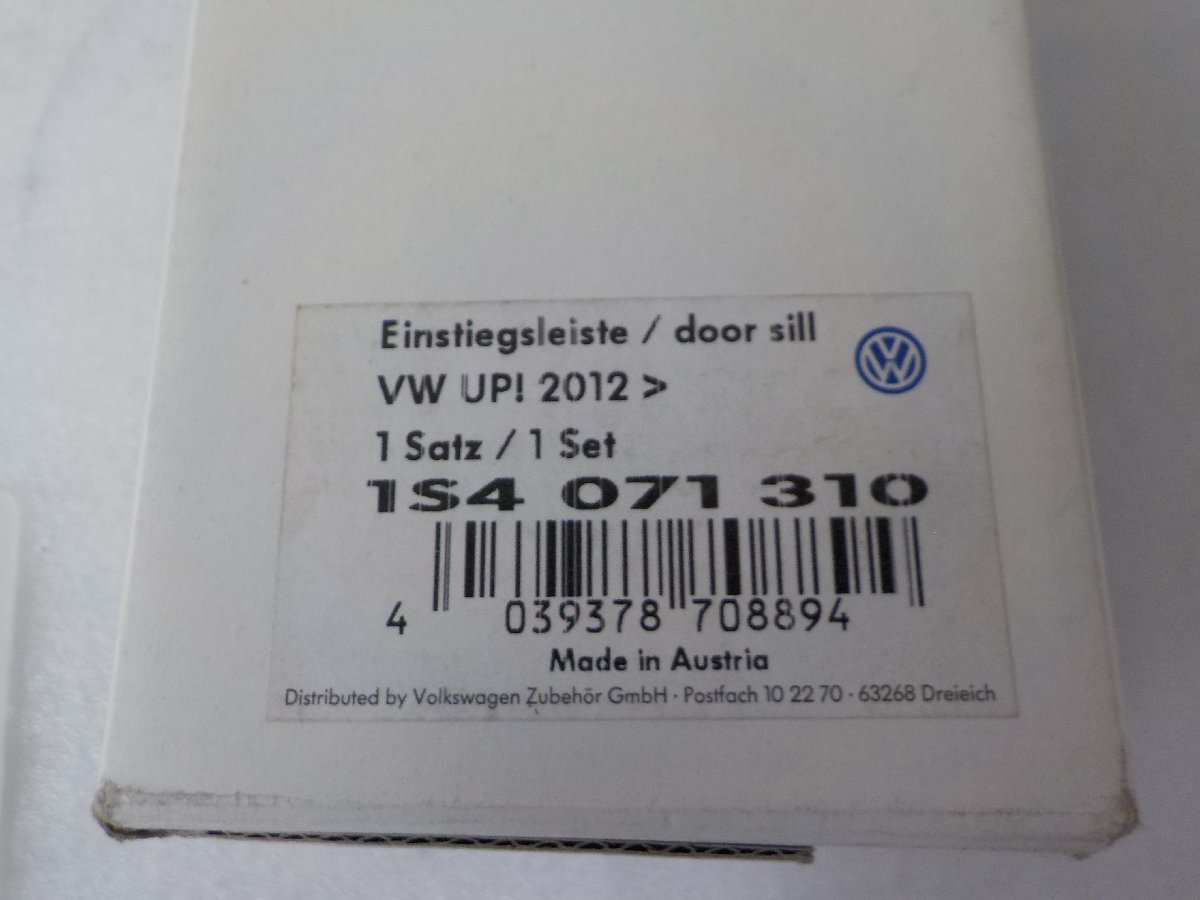 Einstiegsleiste / door sill
VW UP! 2012 >
1 Satz / 1 Set
1S4 071 310
4 039378 708894
Made in Austria
Distributed by Volkswagen Zubehör GmbH · Postfach 10 22 70 · 63268 Dreieich